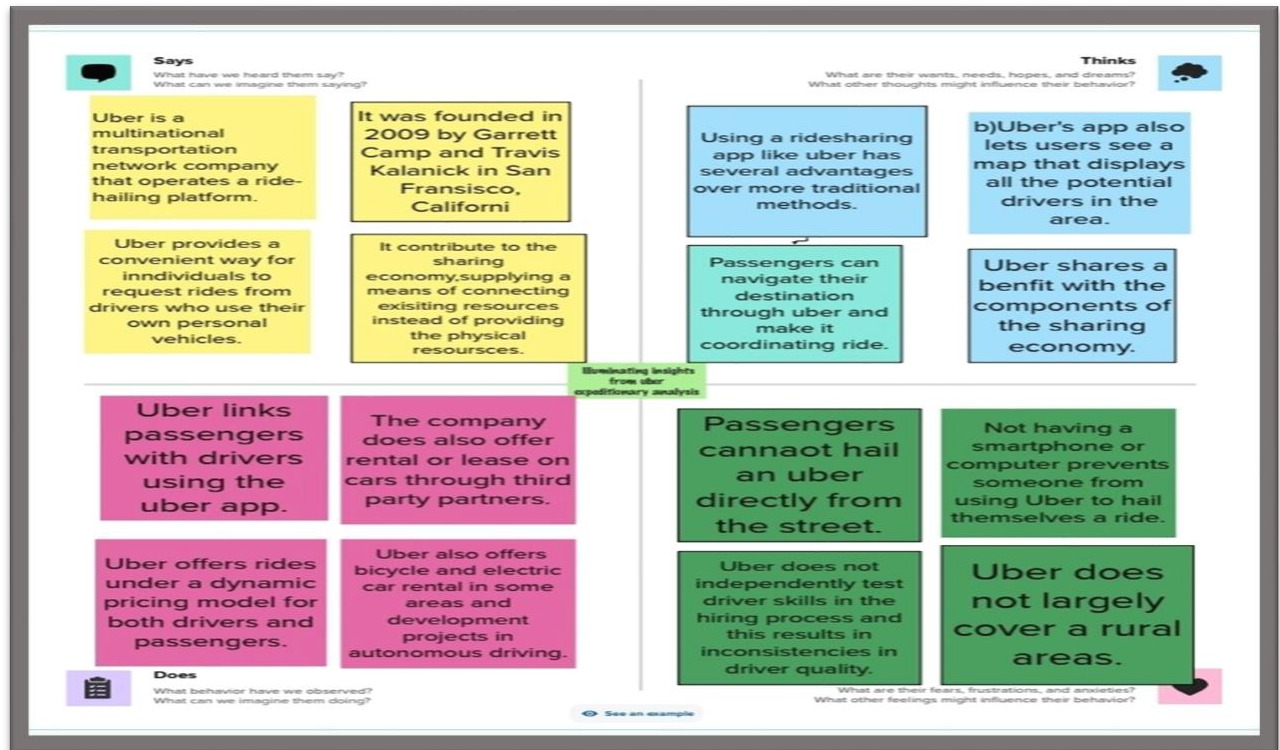 Says
What have we heard them say?
What can we imagine them saying?
Uber is a
multinational
transportation
network company
that operates a ride-
hailing platform.
It was founded in
2009 by Garrett
Camp and Travis
Kalanick in San
Fransisco,
Californi
Uber provides a
convenient way for
inndividuals to
request rides from
drivers who use their
own personal
vehicles.
It contribute to the
sharing
economy,supplying a
means of connecting
exisiting resources
instead of providing
the physical
resoursces.
Thinks
What are their wants, needs, hopes, and dreams?
What other thoughts might influence their behavior?
Using a ridesharing
app like uber has
several advantages
over more traditional
methods.
b)Uber's app also
lets users see a
map that displays
all the potential
drivers in the
area.
Passengers can
navigate their
destination
through uber and
make it
coordinating ride.
Uber shares a
benfit with the
components of
the sharing
economy.
Illuminating insights
from uber
expeditionary analysis
Uber links
passengers
with drivers
using the
uber app.
The company
does also offer
rental or lease on
cars through third
party partners.
Uber offers rides
under a dynamic
pricing model for
both drivers and
passengers.
Uber also offers
bicycle and electric
car rental in some
areas and
development
projects in
autonomous driving.
Does
What behavior have we observed?
What can we imagine them doing?
Passengers
cannaot hail
an uber
directly from
the street.
Not having a
smartphone or
computer prevents
someone from
using Uber to hail
themselves a ride.
Uber does not
independently test
driver skills in the
hiring process and
this results in
inconsistencies in
driver quality.
Uber does
not largely
cover a rural
areas.
What are their fears, frustrations, and anxieties?
What other feelings might influence their behavior?
See an example